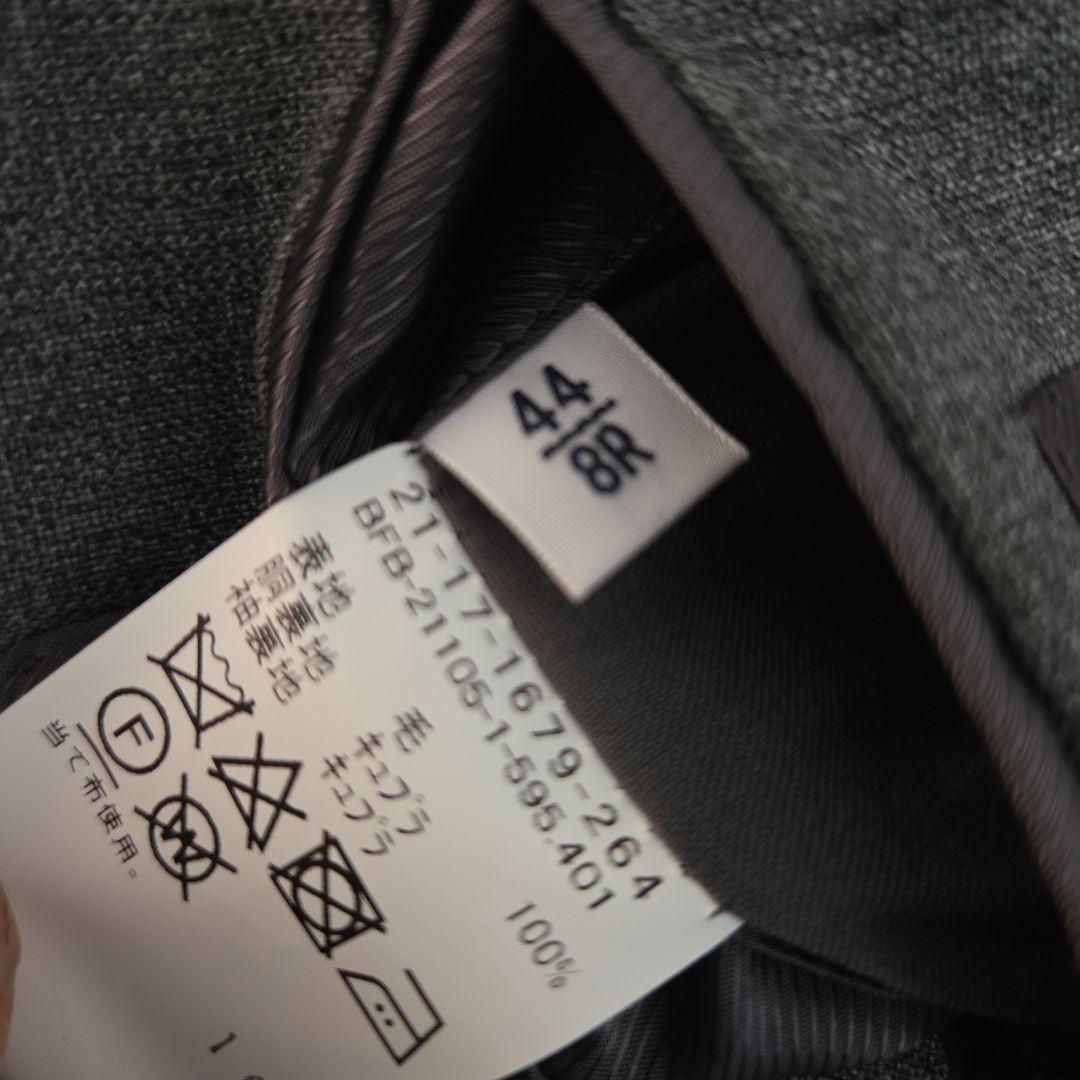 44
8R
21-17-1679-264
BFB-21105-1-595,401
表地 毛 100%
胴裏地 キュプラ
袖裏地 キュプラ
F
W
当て布使用。